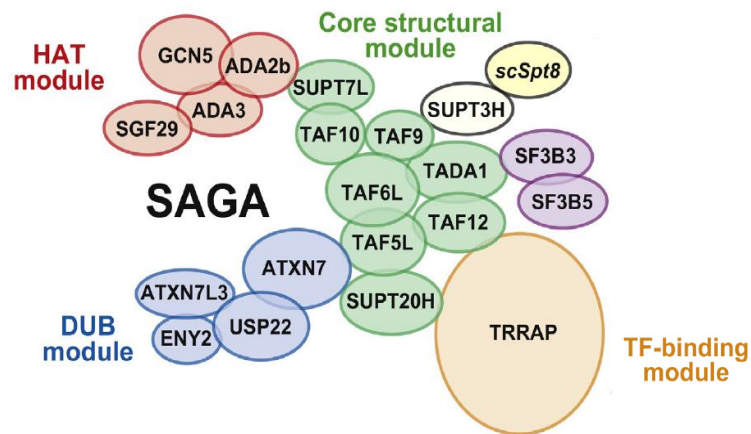 Core structural
module
HAT
module
GCN5
ADA2b
ADA3
SGF29
SUPT7L
TAF10
TAF9
SUPT3H
scSpt8
TADA1
SF3B3
SF3B5
TAF6L
TAF12
TAF5L
SAGA
ATXN7
ATXN7L3
ENY2
USP22
SUPT20H
TRRAP
DUB
module
TF-binding
module